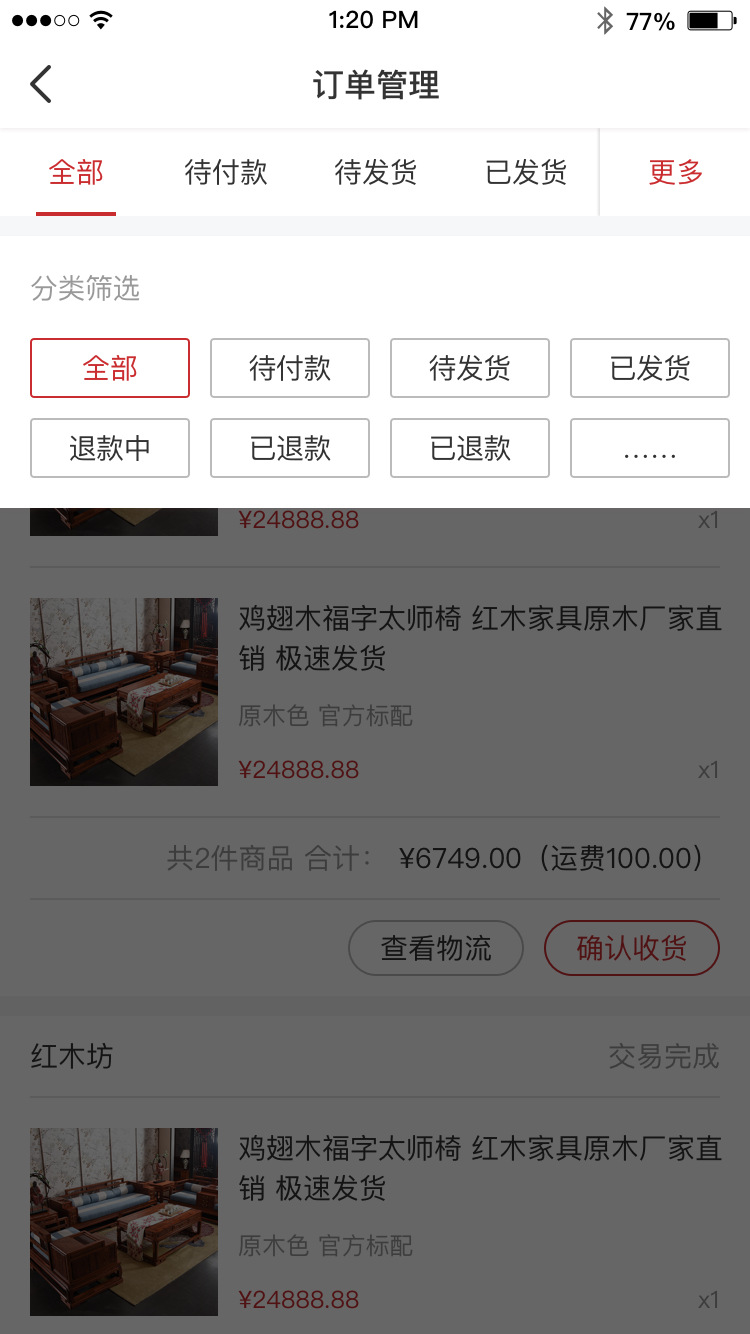 1:20 PM 77%
订单管理
全部 待付款 待发货 已发货 更多
分类筛选
全部 待付款 待发货 已发货
退款中 已退款 已退款 ……
¥24888.88 x1
鸡翅木福字太师椅 红木家具原木厂家直
销 极速发货
原木色 官方标配
¥24888.88 x1
共2件商品 合计: ¥6749.00（运费100.00）
查看物流 确认收货
红木坊 交易完成
鸡翅木福字太师椅 红木家具原木厂家直
销 极速发货
原木色 官方标配
¥24888.88 x1